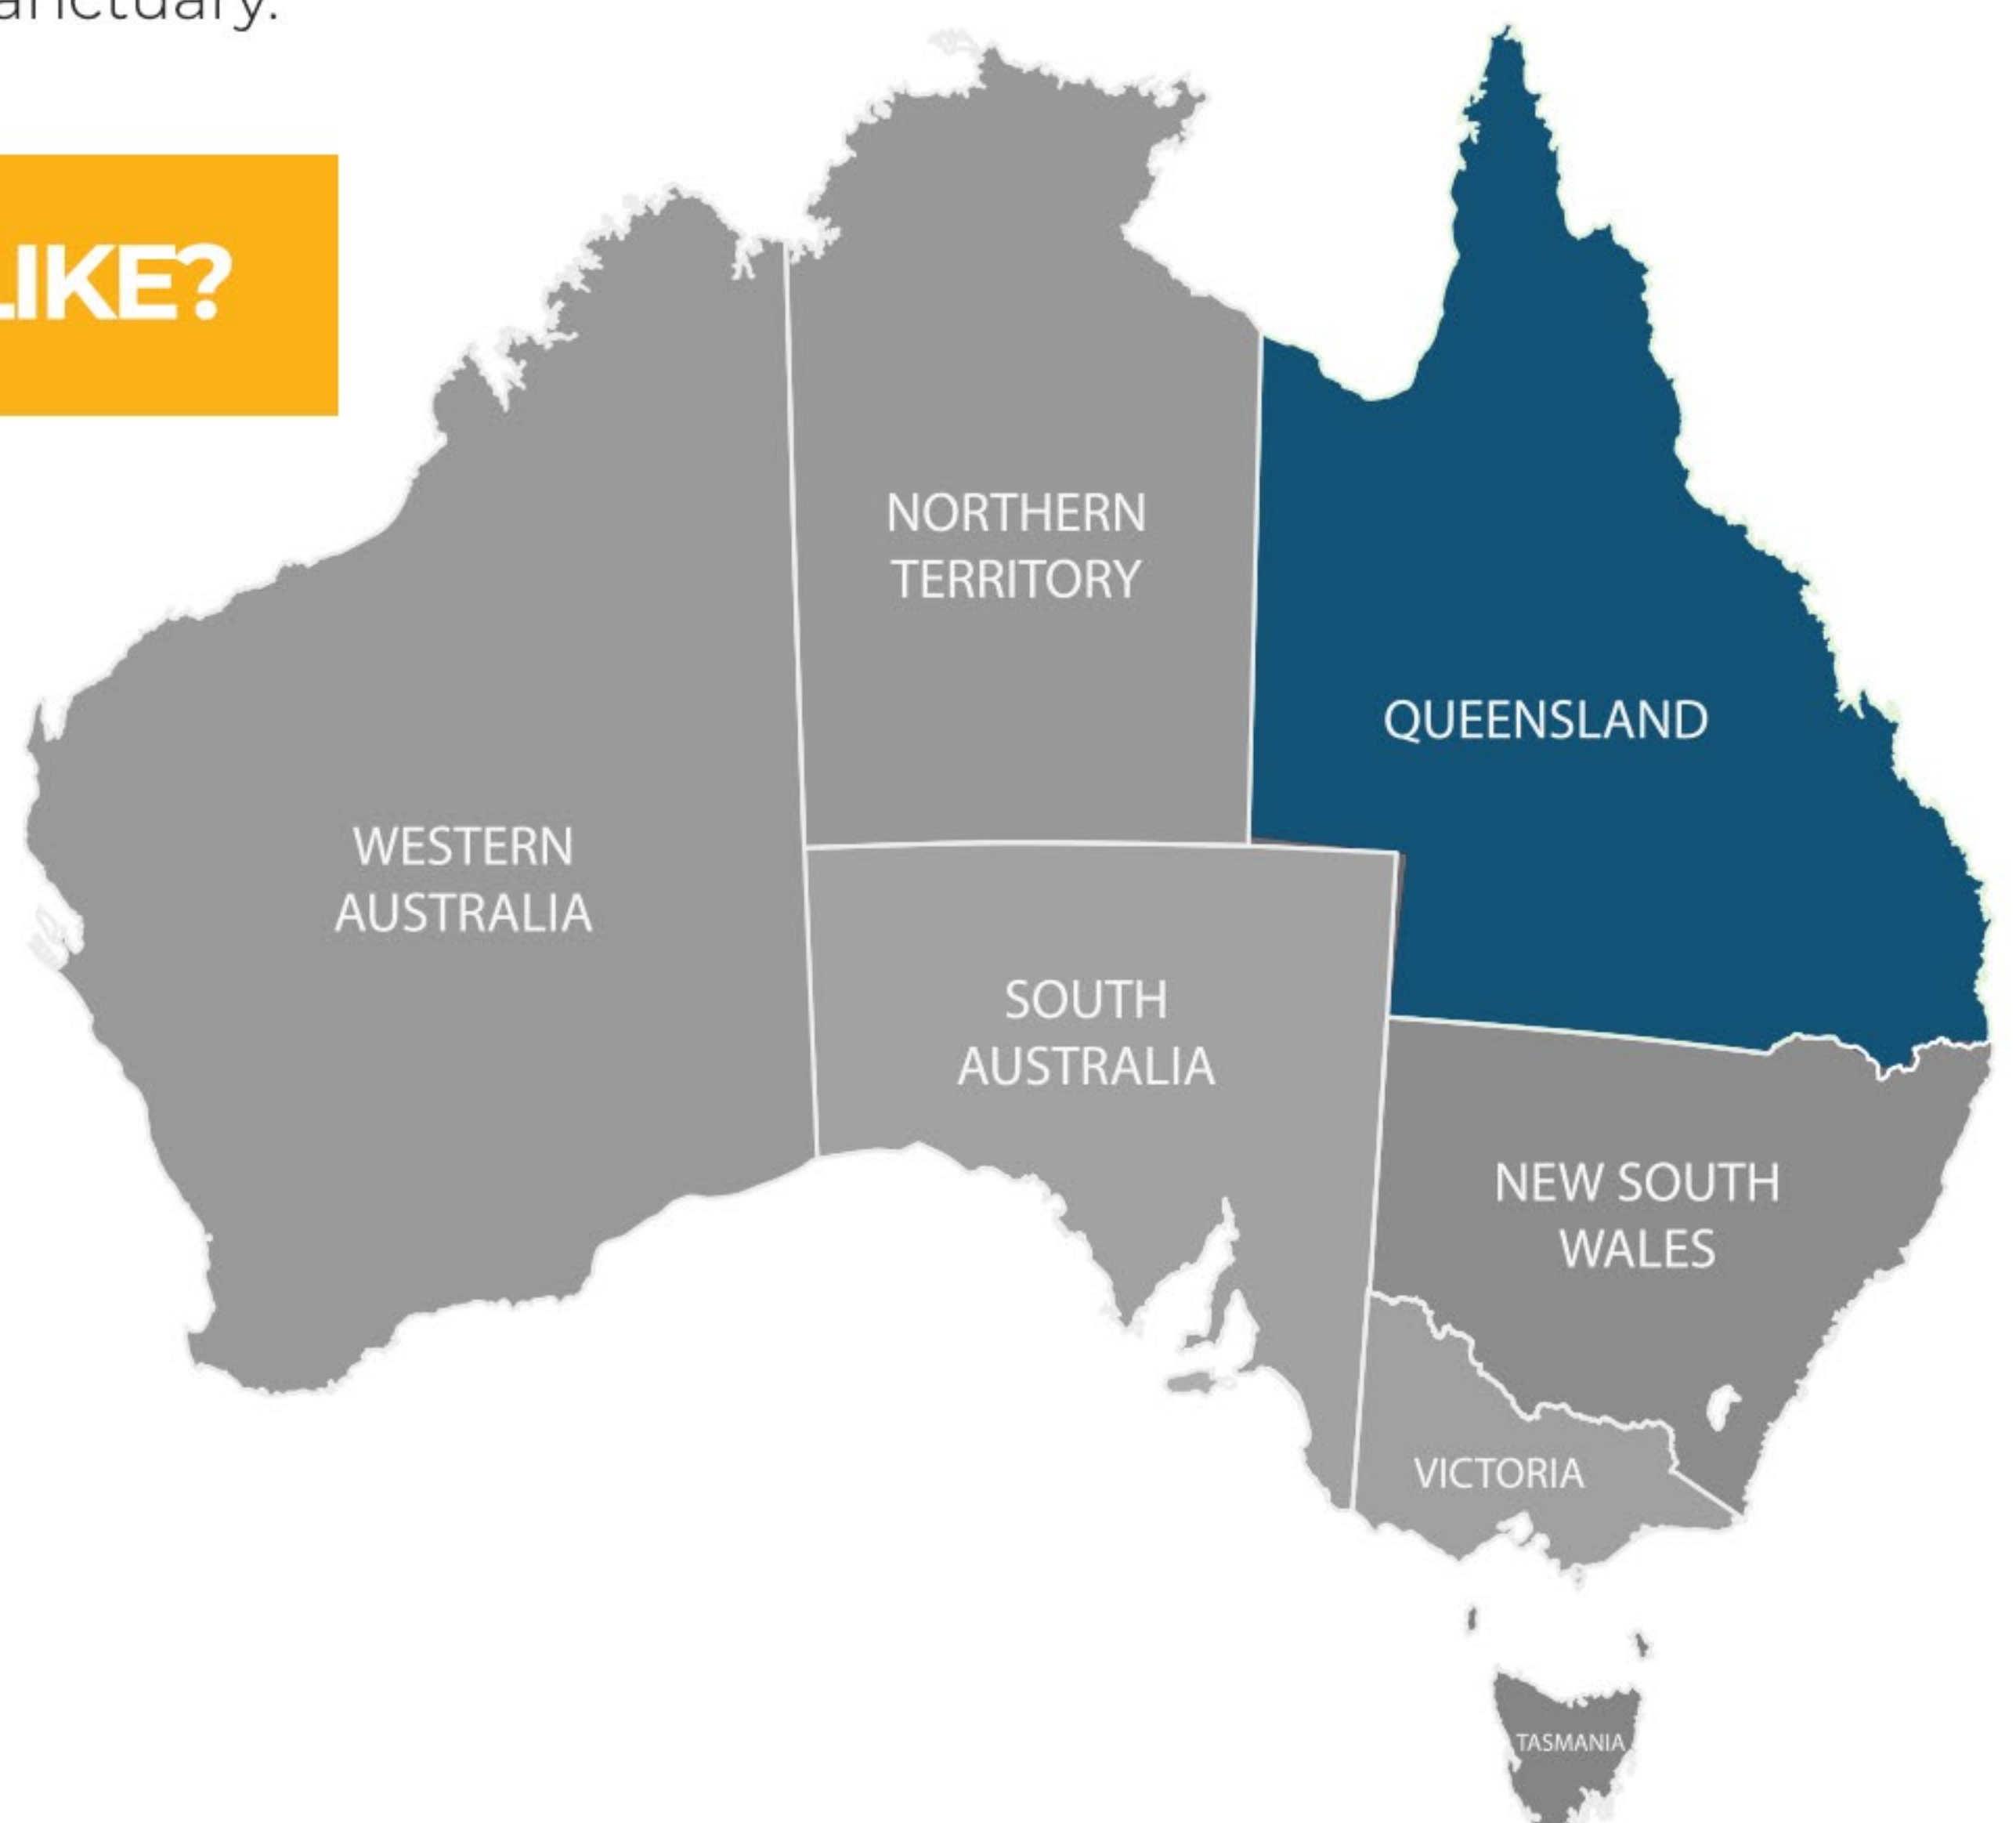 LIKE?
NORTHERN
TERRITORY
QUEENSLAND
WESTERN
AUSTRALIA
SOUTH
AUSTRALIA
NEW SOUTH
WALES
VICTORIA
TASMANIA